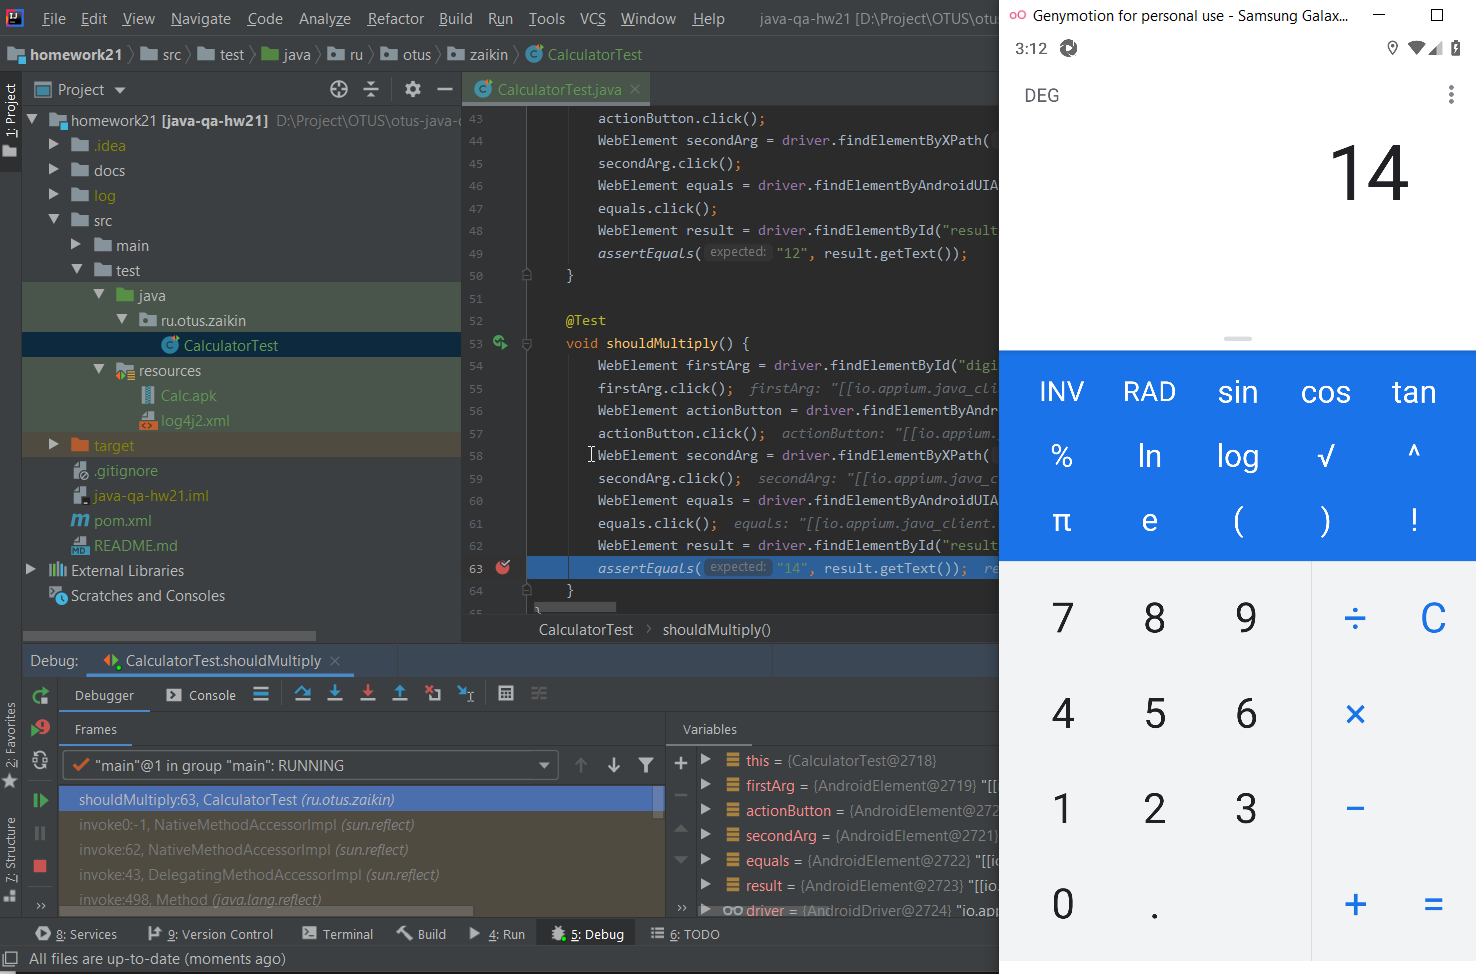 File Edit View Navigate Code Analyze Refactor Build Run Tools VCS Window Help java-qa-hw21 [D:\Project\OTUS\otus
homework21 src test java ru otus zaikin CalculatorTest
1: Project
2: Favorites
7: Structure
Project
homework21 [java-qa-hw21] D:\Project\OTUS\otus-java-
.idea
docs
log
src
main
test
java
ru.otus.zaikin
CalculatorTest
resources
Calc.apk
log4j2.xml
target
.gitignore
java-qa-hw21.iml
pom.xml
README.md
External Libraries
Scratches and Consoles
CalculatorTest.java
43 actionButton.click();
44 WebElement secondArg = driver.findElementByXPath(
45 secondArg.click();
46 WebElement equals = driver.findElementByAndroidUIA
47 equals.click();
48 WebElement result = driver.findElementById("result
49 assertEquals( expected: "12", result.getText());
50 }
51
52 @Test
53 void shouldMultiply() {
54 WebElement firstArg = driver.findElementById("digi
55 firstArg.click(); firstArg: "[[io.appium.java_cli
56 WebElement actionButton = driver.findElementByAndr
57 actionButton.click(); actionButton: "[[io.appium.
58 WebElement secondArg = driver.findElementByXPath(
59 secondArg.click(); secondArg: "[[io.appium.java_c
60 WebElement equals = driver.findElementByAndroidUIA
61 equals.click(); equals: "[[io.appium.java_client.
62 WebElement result = driver.findElementById("result
63 assertEquals( expected: "14", result.getText()); re
64 }
CalculatorTest shouldMultiply()
Debug: CalculatorTest.shouldMultiply
Debugger Console
Frames
"main"@1 in group "main": RUNNING
shouldMultiply:63, CalculatorTest (ru.otus.zaikin)
invoke0:-1, NativeMethodAccessorImpl (sun.reflect)
invoke:62, NativeMethodAccessorImpl (sun.reflect)
invoke:43, DelegatingMethodAccessorImpl (sun.reflect)
invoke:498, Method (java.lang.reflect)
Variables
this = {CalculatorTest@2718}
firstArg = {AndroidElement@2719} "[[
actionButton = {AndroidElement@272
secondArg = {AndroidElement@2721}
equals = {AndroidElement@2722} "[[i
result = {AndroidElement@2723} "[[io.
driver = {AndroidDriver@2724} "io.app
8: Services 9: Version Control Terminal Build 4: Run 5: Debug 6: TODO
All files are up-to-date (moments ago)
Genymotion for personal use - Samsung Galax...
3:12
DEG
14
INV RAD sin cos tan
% ln log √ ^
π e ( ) !
7 8 9 ÷ C
4 5 6 ×
1 2 3 −
0 . + =